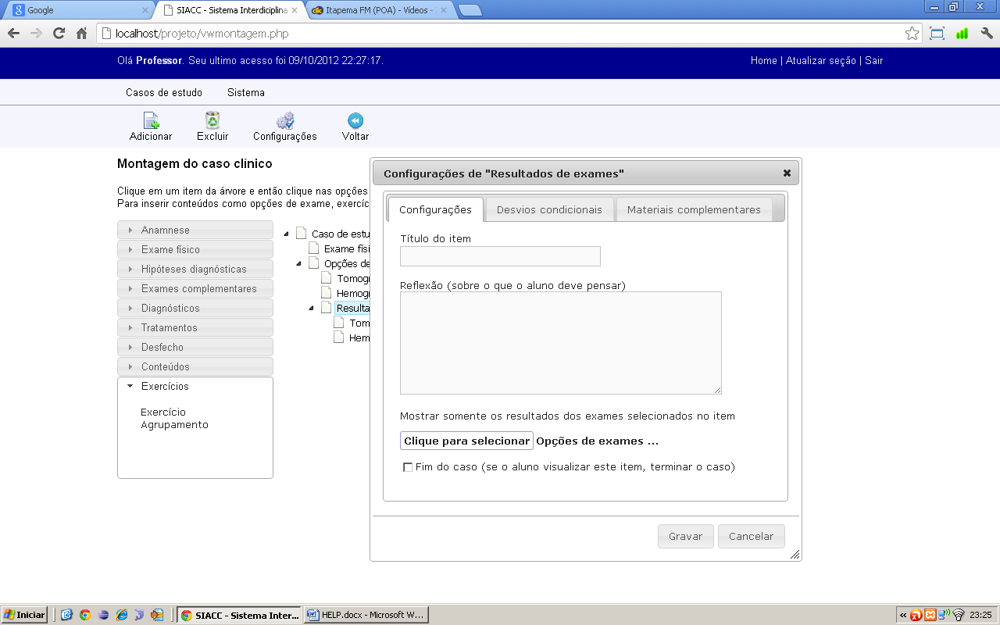 Google
SIACC - Sistema Interdiciplina
Itapema FM (POA) - Vídeos -
localhost/projeto/vwmontagem.php
Olá Professor. Seu ultimo acesso foi 09/10/2012 22:27:17.
Home | Atualizar seção | Sair
Casos de estudo Sistema
Adicionar Excluir Configurações Voltar
Montagem do caso clínico
Clique em um item da árvore e então clique nas opções
Para inserir conteúdos como opções de exame, exercíc
Anamnese
Exame físico
Hipóteses diagnósticas
Exames complementares
Diagnósticos
Tratamentos
Desfecho
Conteúdos
Exercícios
Exercício
Agrupamento
Caso de estu
Exame físi
Opções de
Tomogr
Hemogr
Resulta
Tom
Hem
Configurações de "Resultados de exames"
Configurações Desvios condicionais Materiais complementares
Título do item
Reflexão (sobre o que o aluno deve pensar)
Mostrar somente os resultados dos exames selecionados no item
Clique para selecionar Opções de exames ...
Fim do caso (se o aluno visualizar este item, terminar o caso)
Gravar Cancelar
Iniciar
SIACC - Sistema Inter...
HELP.docx - Microsoft W...
23:25